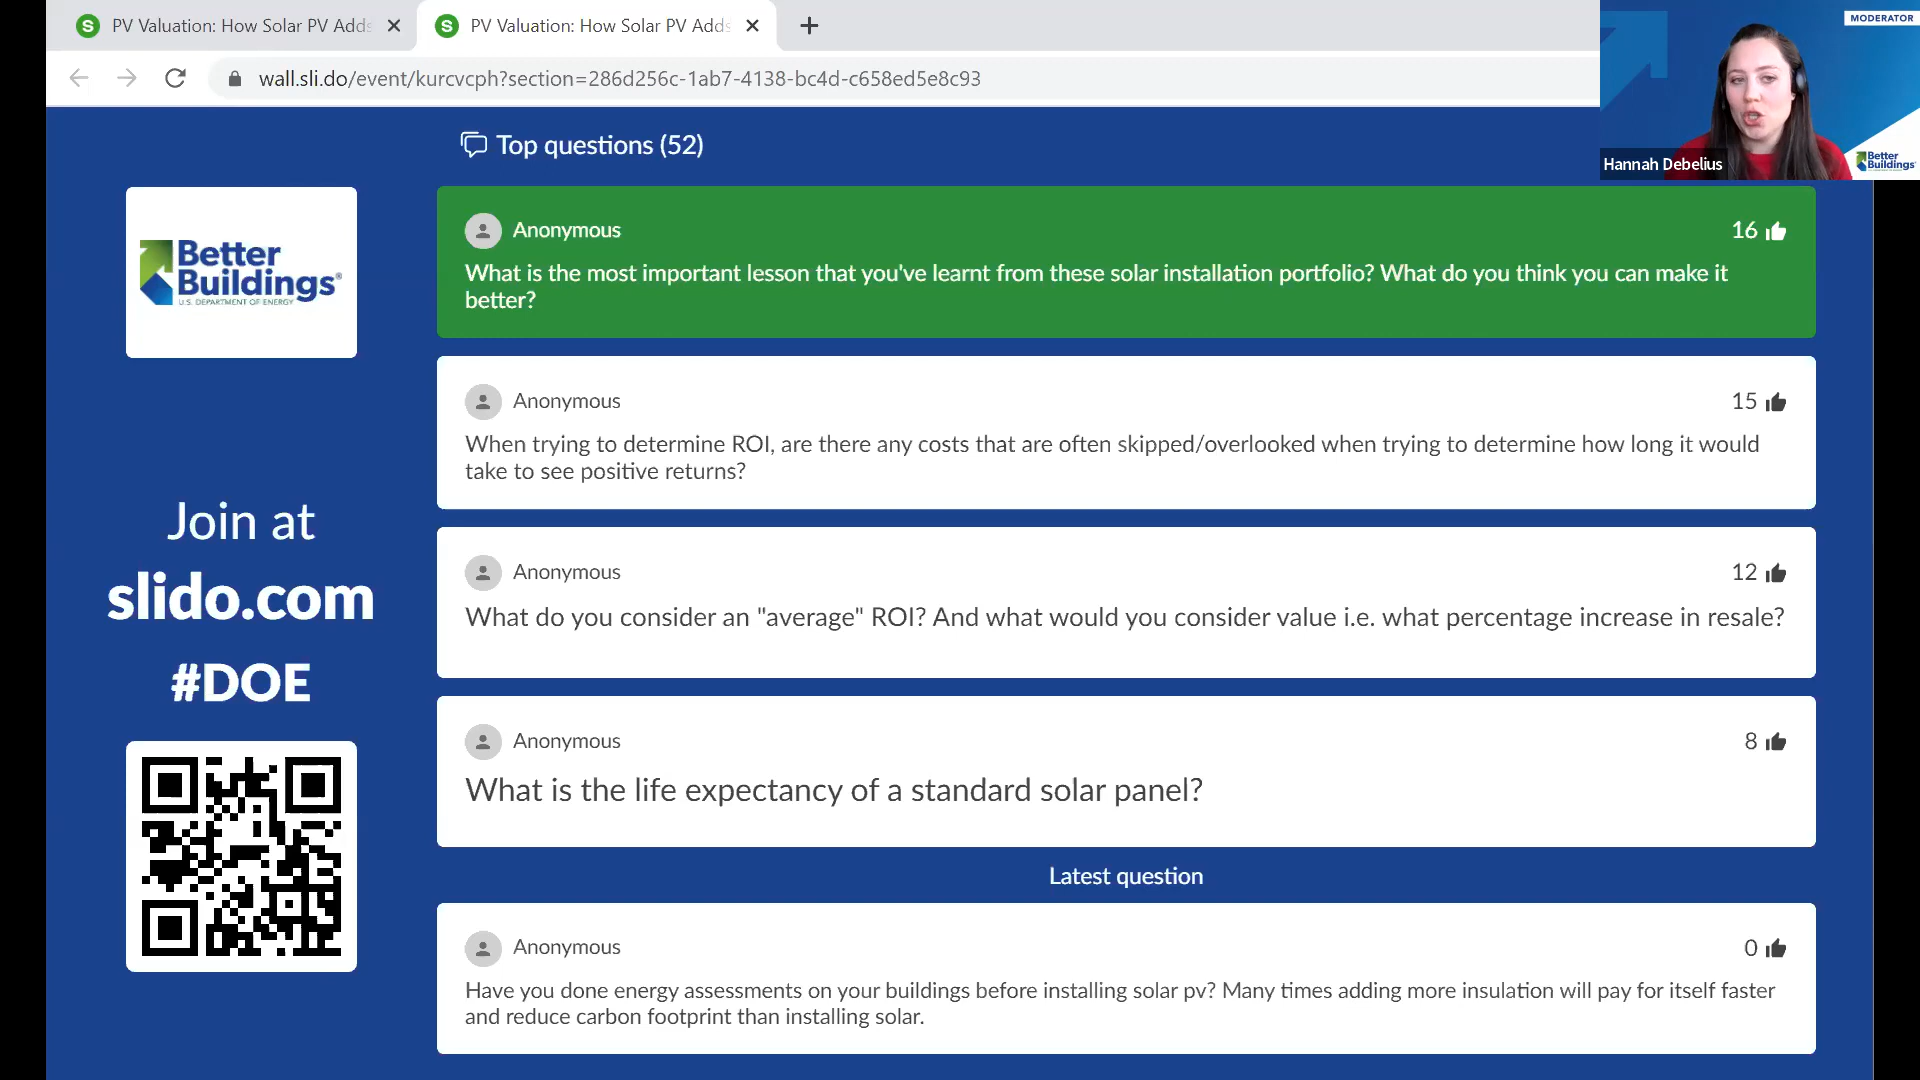 PV Valuation: How Solar PV Adds
PV Valuation: How Solar PV Adds
wall.sli.do/event/kurcvcph?section=286d256c-1ab7-4138-bc4d-c658ed5e8c93
MODERATOR
Hannah Debelius
Better
Buildings
Top questions (52)
Better
Buildings®
U.S. DEPARTMENT OF ENERGY
Join at
slido.com
#DOE
Anonymous
16
What is the most important lesson that you've learnt from these solar installation portfolio? What do you think you can make it
better?
Anonymous
15
When trying to determine ROI, are there any costs that are often skipped/overlooked when trying to determine how long it would
take to see positive returns?
Anonymous
12
What do you consider an "average" ROI? And what would you consider value i.e. what percentage increase in resale?
Anonymous
8
What is the life expectancy of a standard solar panel?
Latest question
Anonymous
0
Have you done energy assessments on your buildings before installing solar pv? Many times adding more insulation will pay for itself faster
and reduce carbon footprint than installing solar.